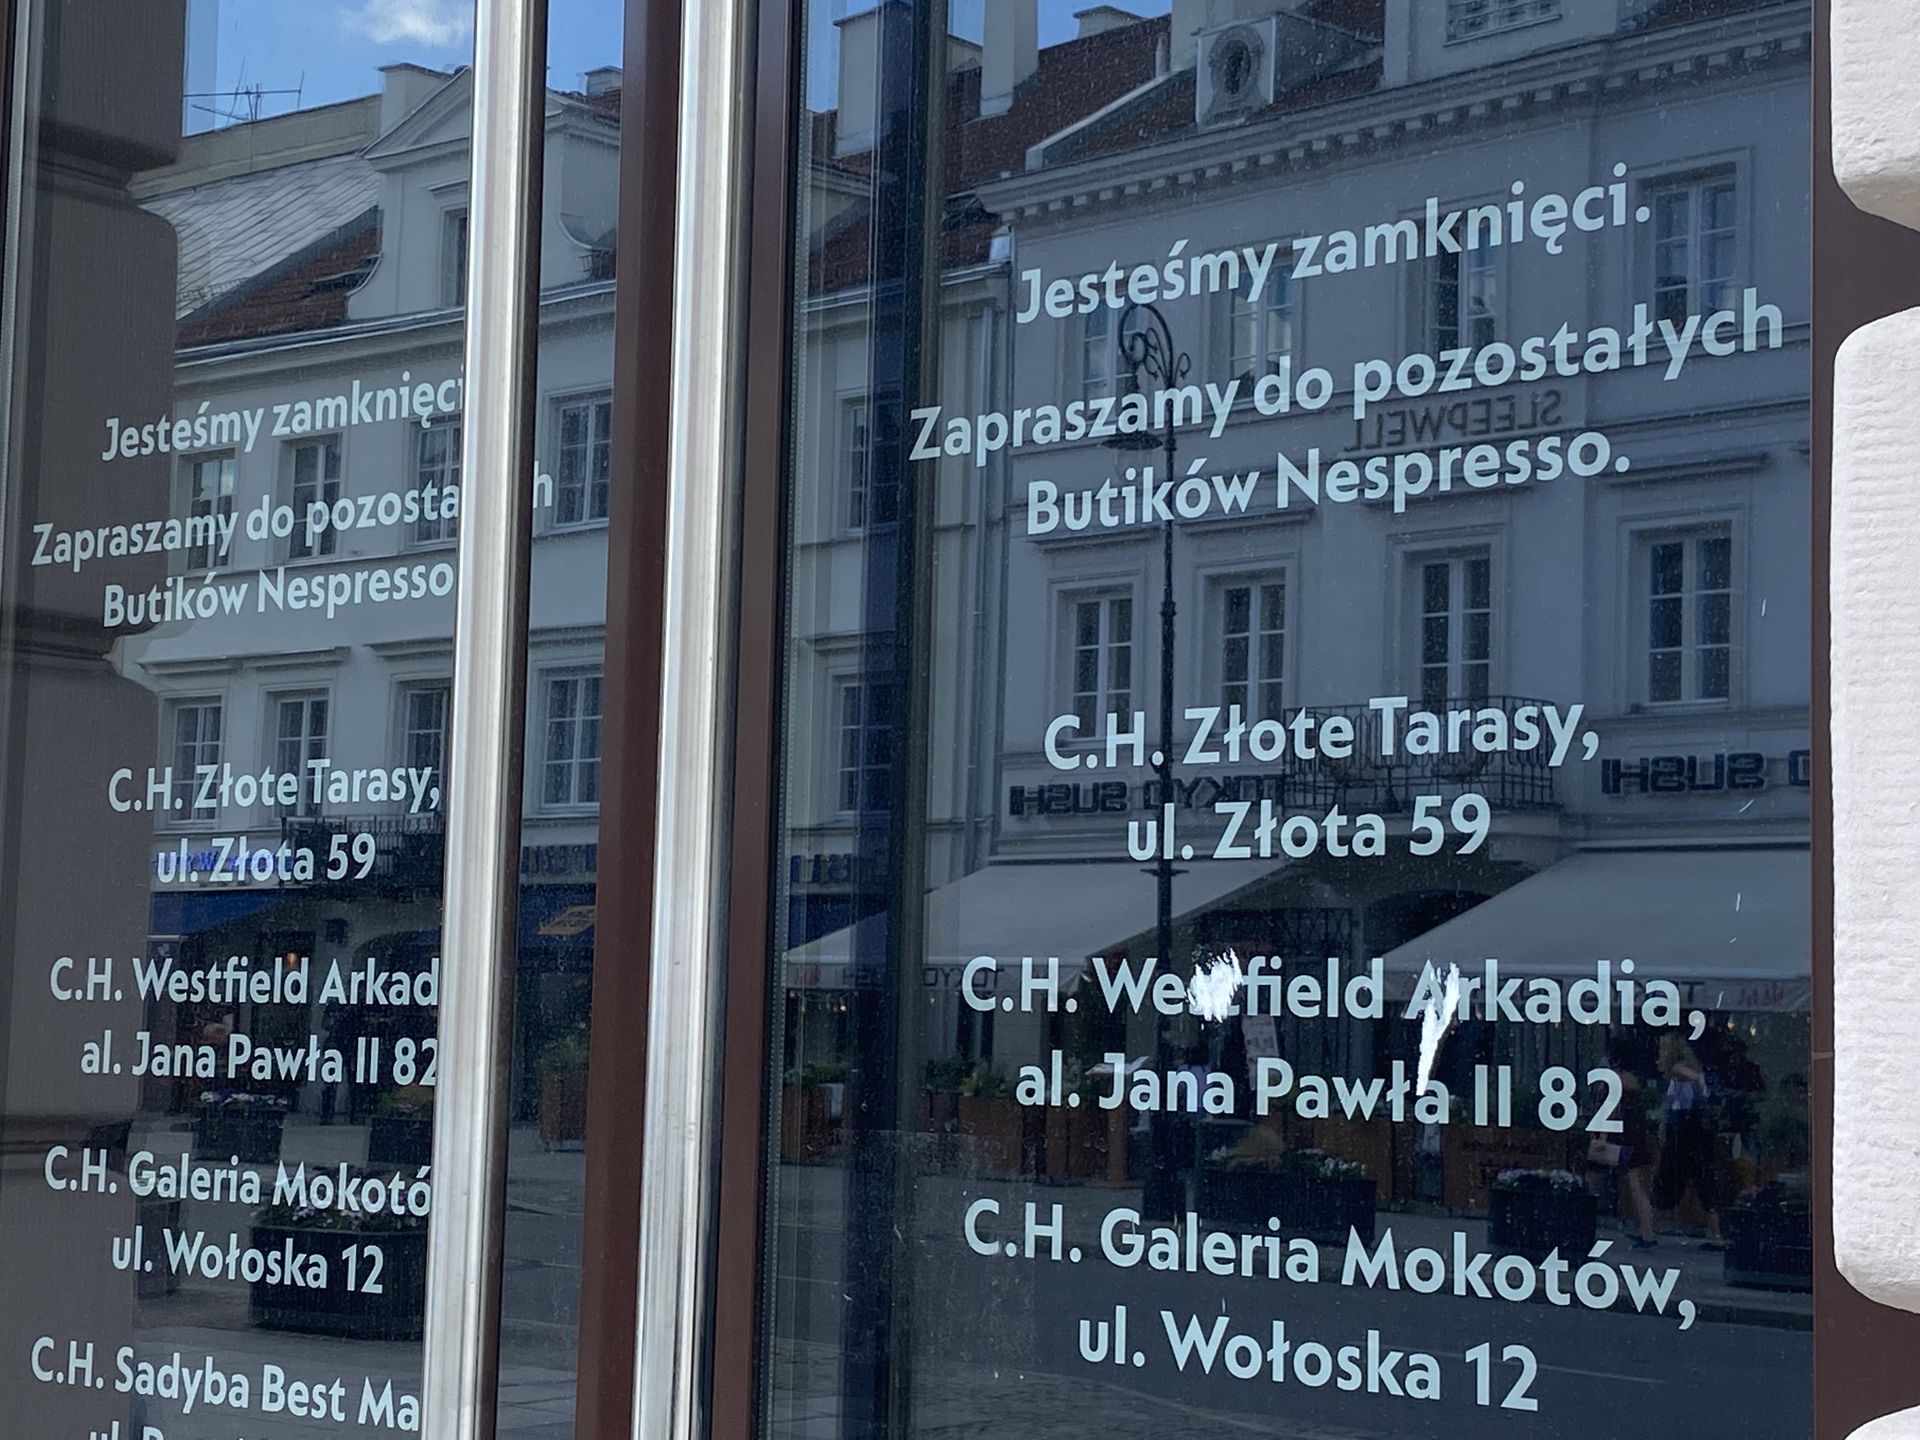 Jesteśmy zamknięci
Zapraszamy do pozosta h
Butików Nespresso
C.H. Złote Tarasy,
ul. Złota 59
C.H. Westfield Arkad
al. Jana Pawła II 82
C.H. Galeria Mokotó
ul. Wołoska 12
C.H. Sadyba Best Ma
ul.
Jesteśmy zamknięci.
Zapraszamy do pozostałych
Butików Nespresso.
C.H. Złote Tarasy,
ul. Złota 59
C.H. Westfield Arkadia,
al. Jana Pawła II 82
C.H. Galeria Mokotów,
ul. Wołoska 12
SLEEPWELL
TOKYO SUSHI
SUSHI